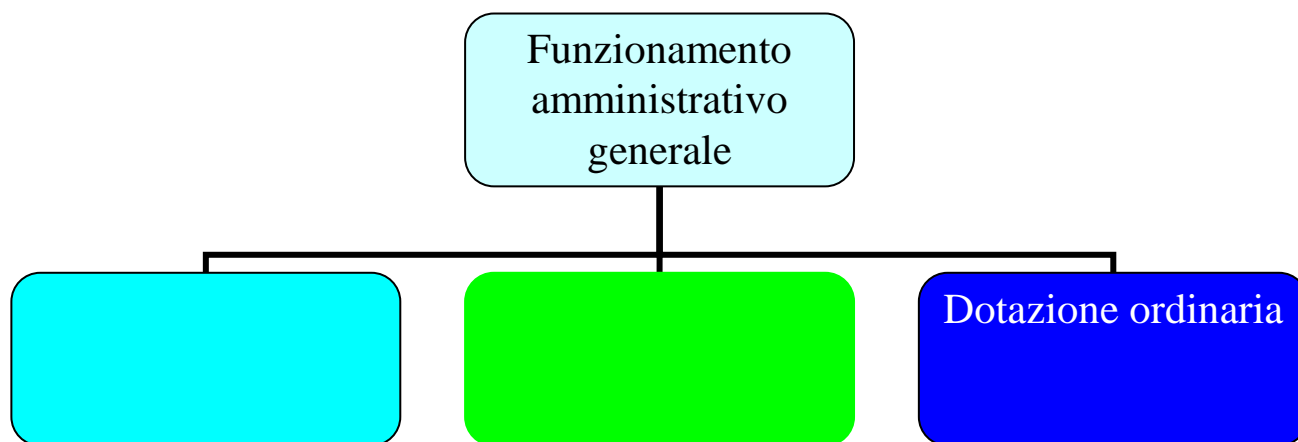 Funzionamento
amministrativo
generale
Dotazione ordinaria